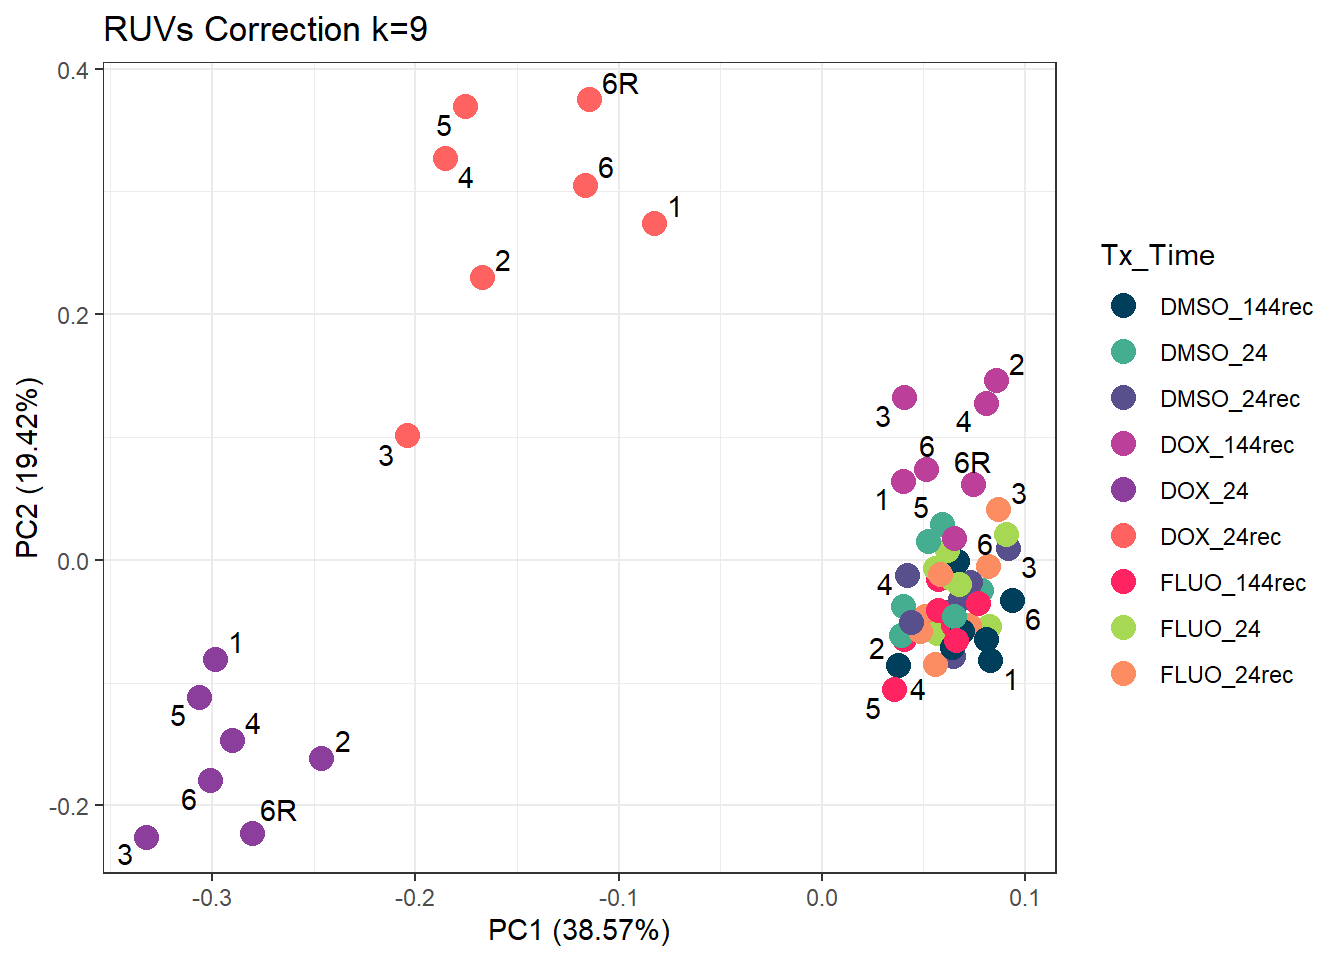 RUVs Correction k=9
0.4
0.2
0.0
-0.2
PC2 (19.42%)
6R
5
4
6
1
2
3
2
3
4
6
6R
1
5
3
6
3
4
6
2
1
4
5
1
5
4
2
6
6R
3
-0.3
-0.2
-0.1
0.0
0.1
PC1 (38.57%)
Tx_Time
DMSO_144rec
DMSO_24
DMSO_24rec
DOX_144rec
DOX_24
DOX_24rec
FLUO_144rec
FLUO_24
FLUO_24rec